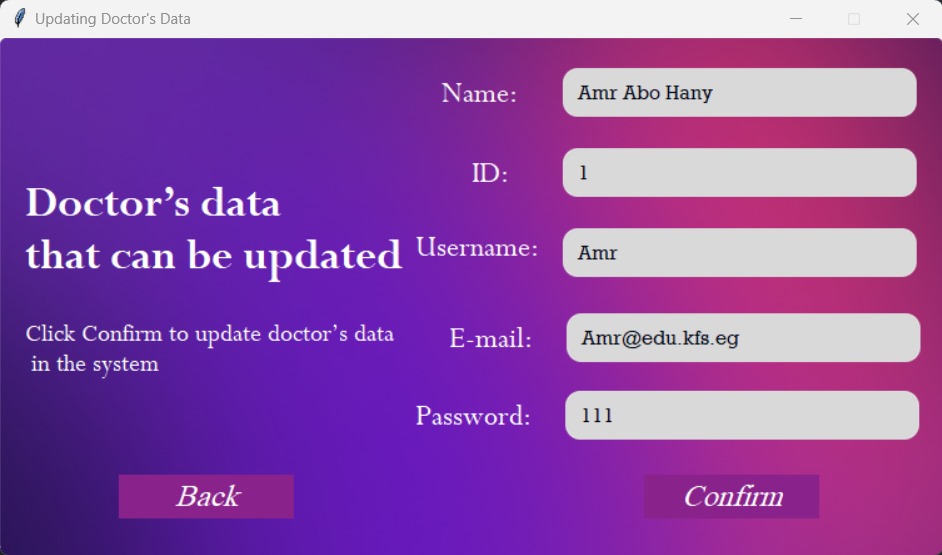 Updating Doctor's Data
Name: Amr Abo Hany
ID: 1
Doctor’s data
that can be updated
Username: Amr
Click Confirm to update doctor’s data
in the system
E-mail: Amr@edu.kfs.eg
Password: 111
Back
Confirm